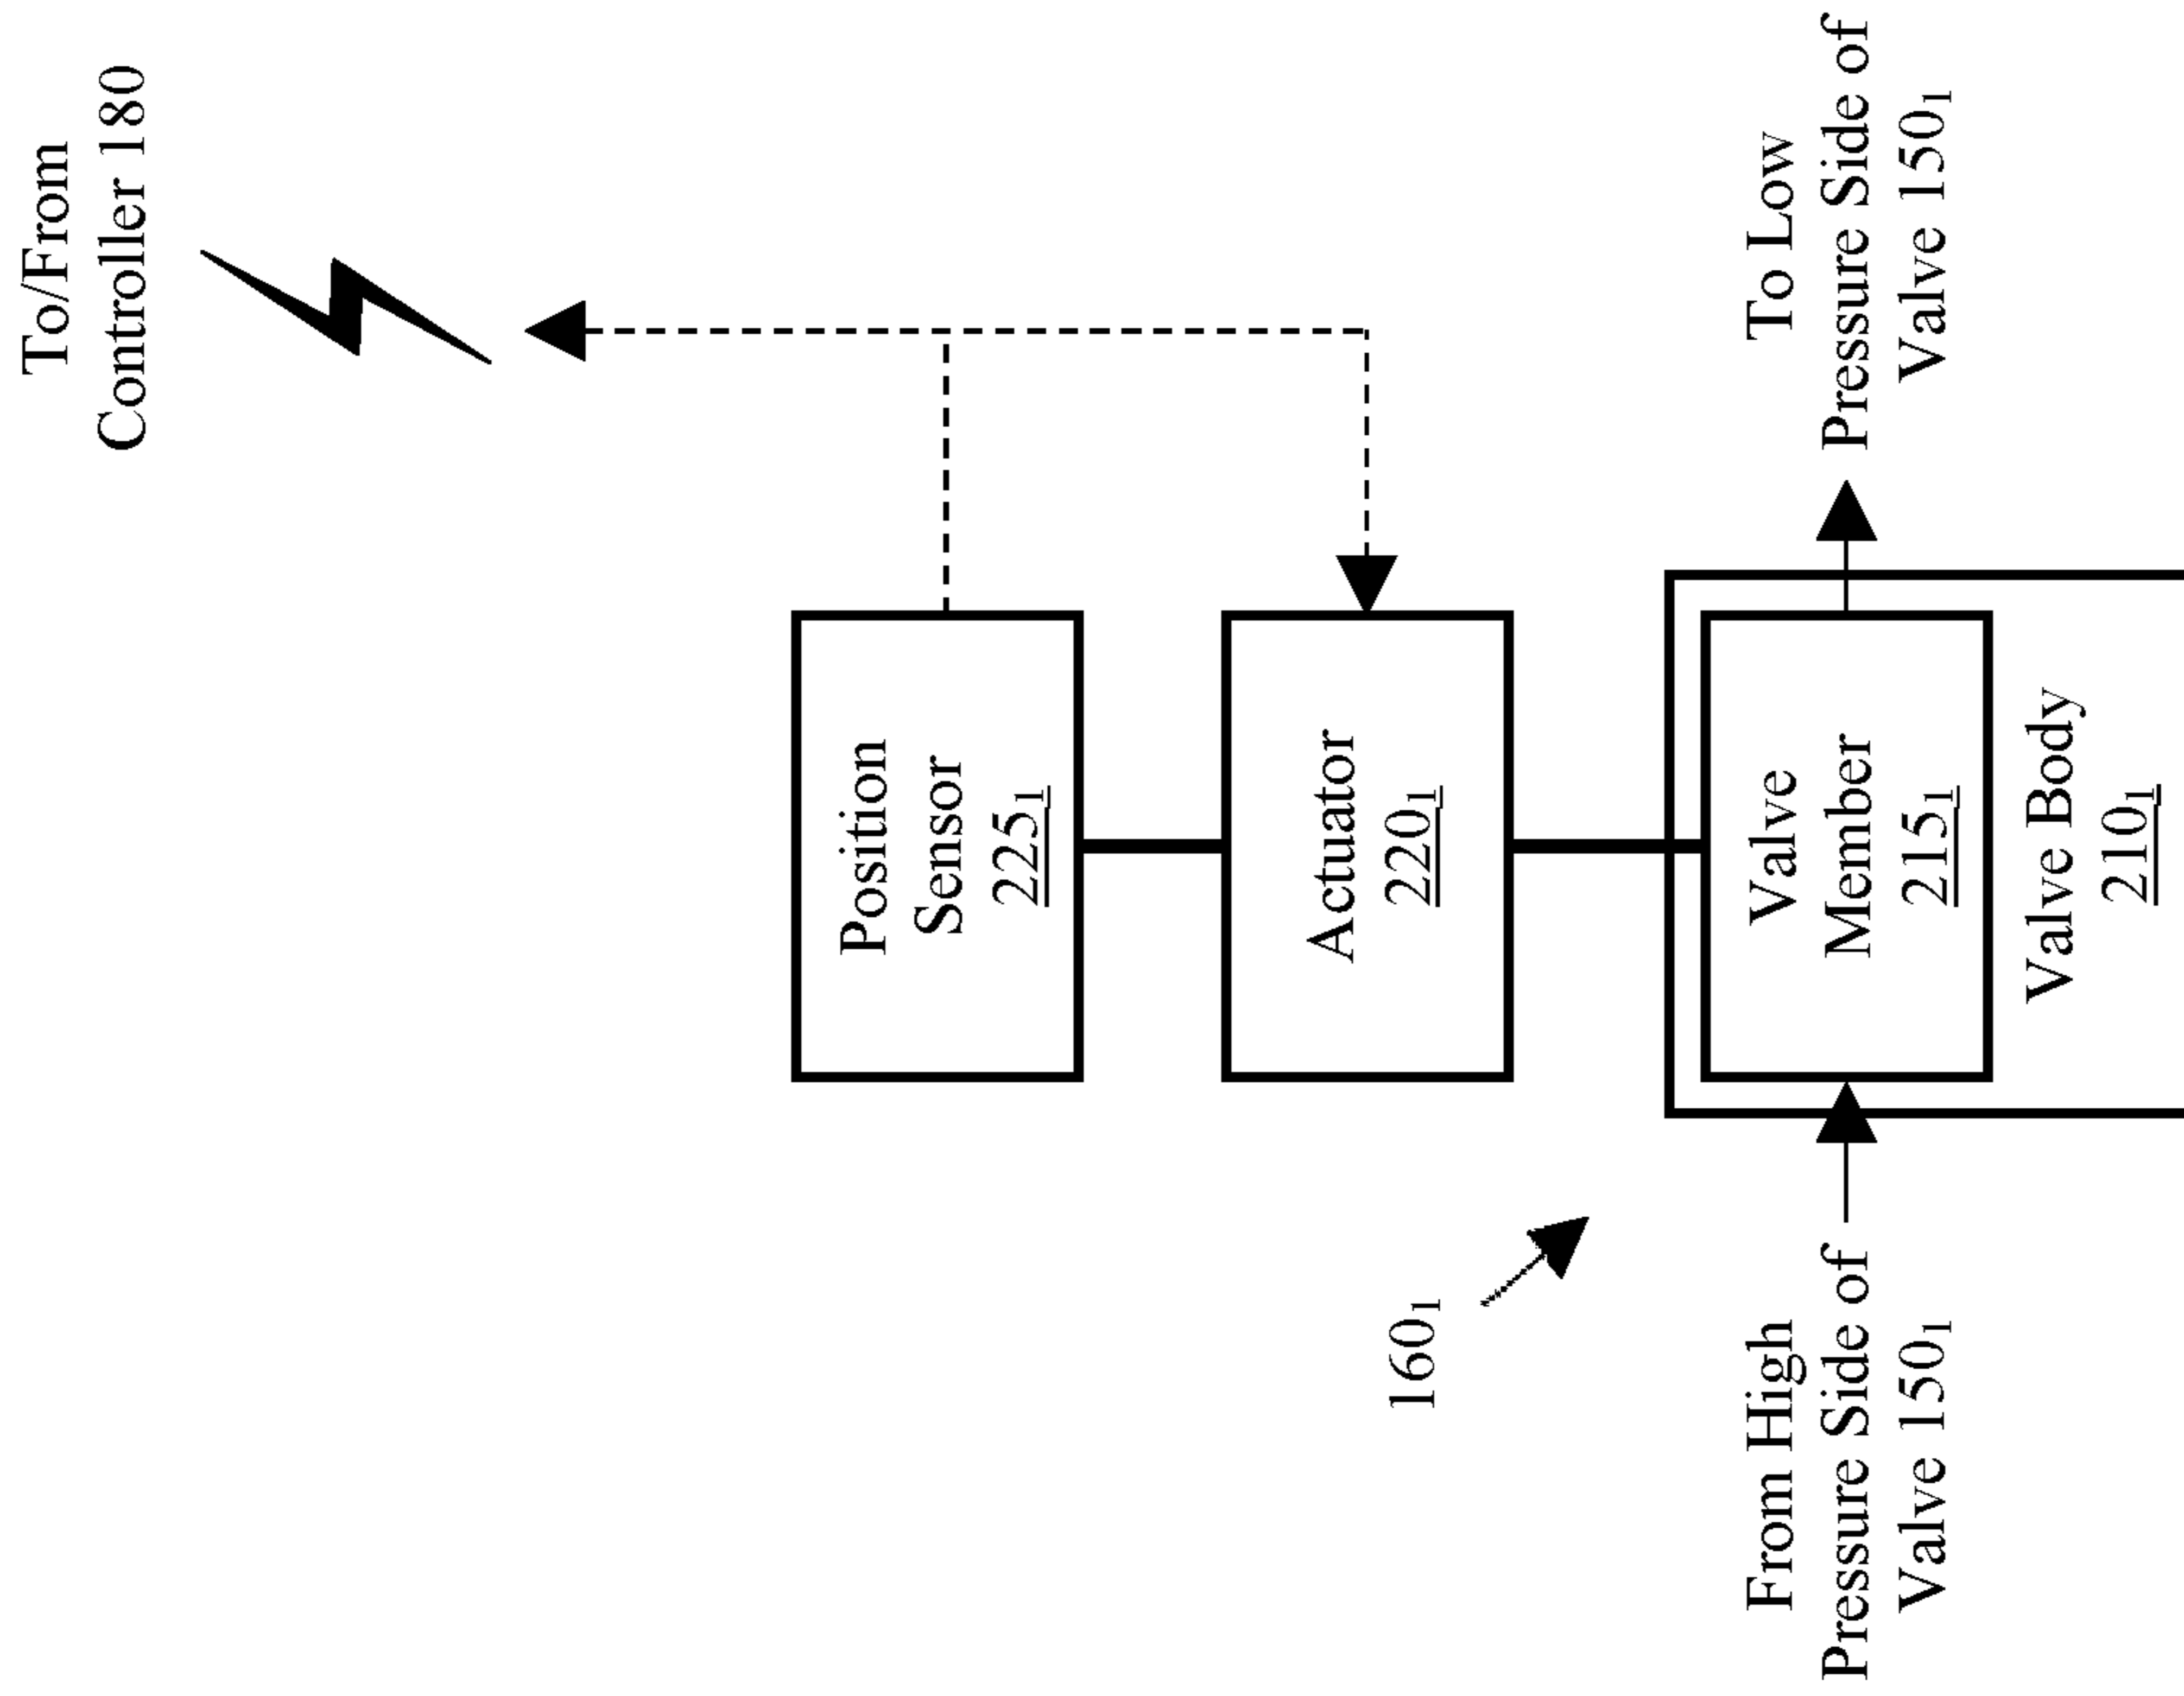 To/From
Controller 180
Position
Sensor
225₁
Actuator
220₁
160₁
From High
Pressure Side of
Valve 150₁
Valve
Member
215₁
To Low
Pressure Side of
Valve 150₁
Valve Body
210₁